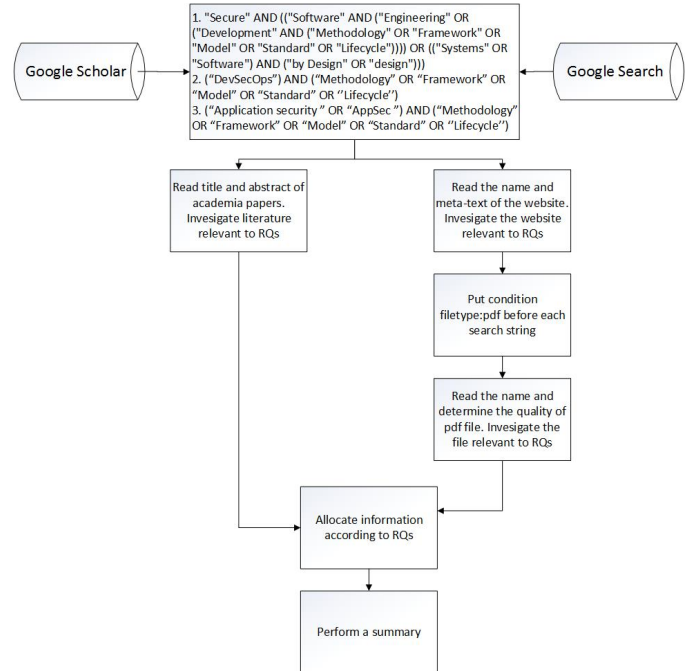 1. "Secure" AND (("Software" AND ("Engineering" OR
("Development" AND ("Methodology" OR "Framework" OR
"Model" OR "Standard" OR "Lifecycle")))) OR (("Systems" OR
"Software") AND ("by Design" OR "design")))
2. (“DevSecOps”) AND (“Methodology” OR “Framework” OR
“Model” OR “Standard” OR ‘’Lifecycle’’)
3. (“Application security ” OR “AppSec ”) AND (“Methodology”
OR “Framework” OR “Model” OR “Standard” OR ‘’Lifecycle’’)
Google Scholar
Google Search
Read title and abstract of
academia papers.
Invesigate literature
relevant to RQs
Read the name and
meta-text of the website.
Invesigate the website
relevant to RQs
Put condition
filetype:pdf before each
search string
Read the name and
determine the quality of
pdf file. Invesigate the
file relevant to RQs
Allocate information
according to RQs
Perform a summary